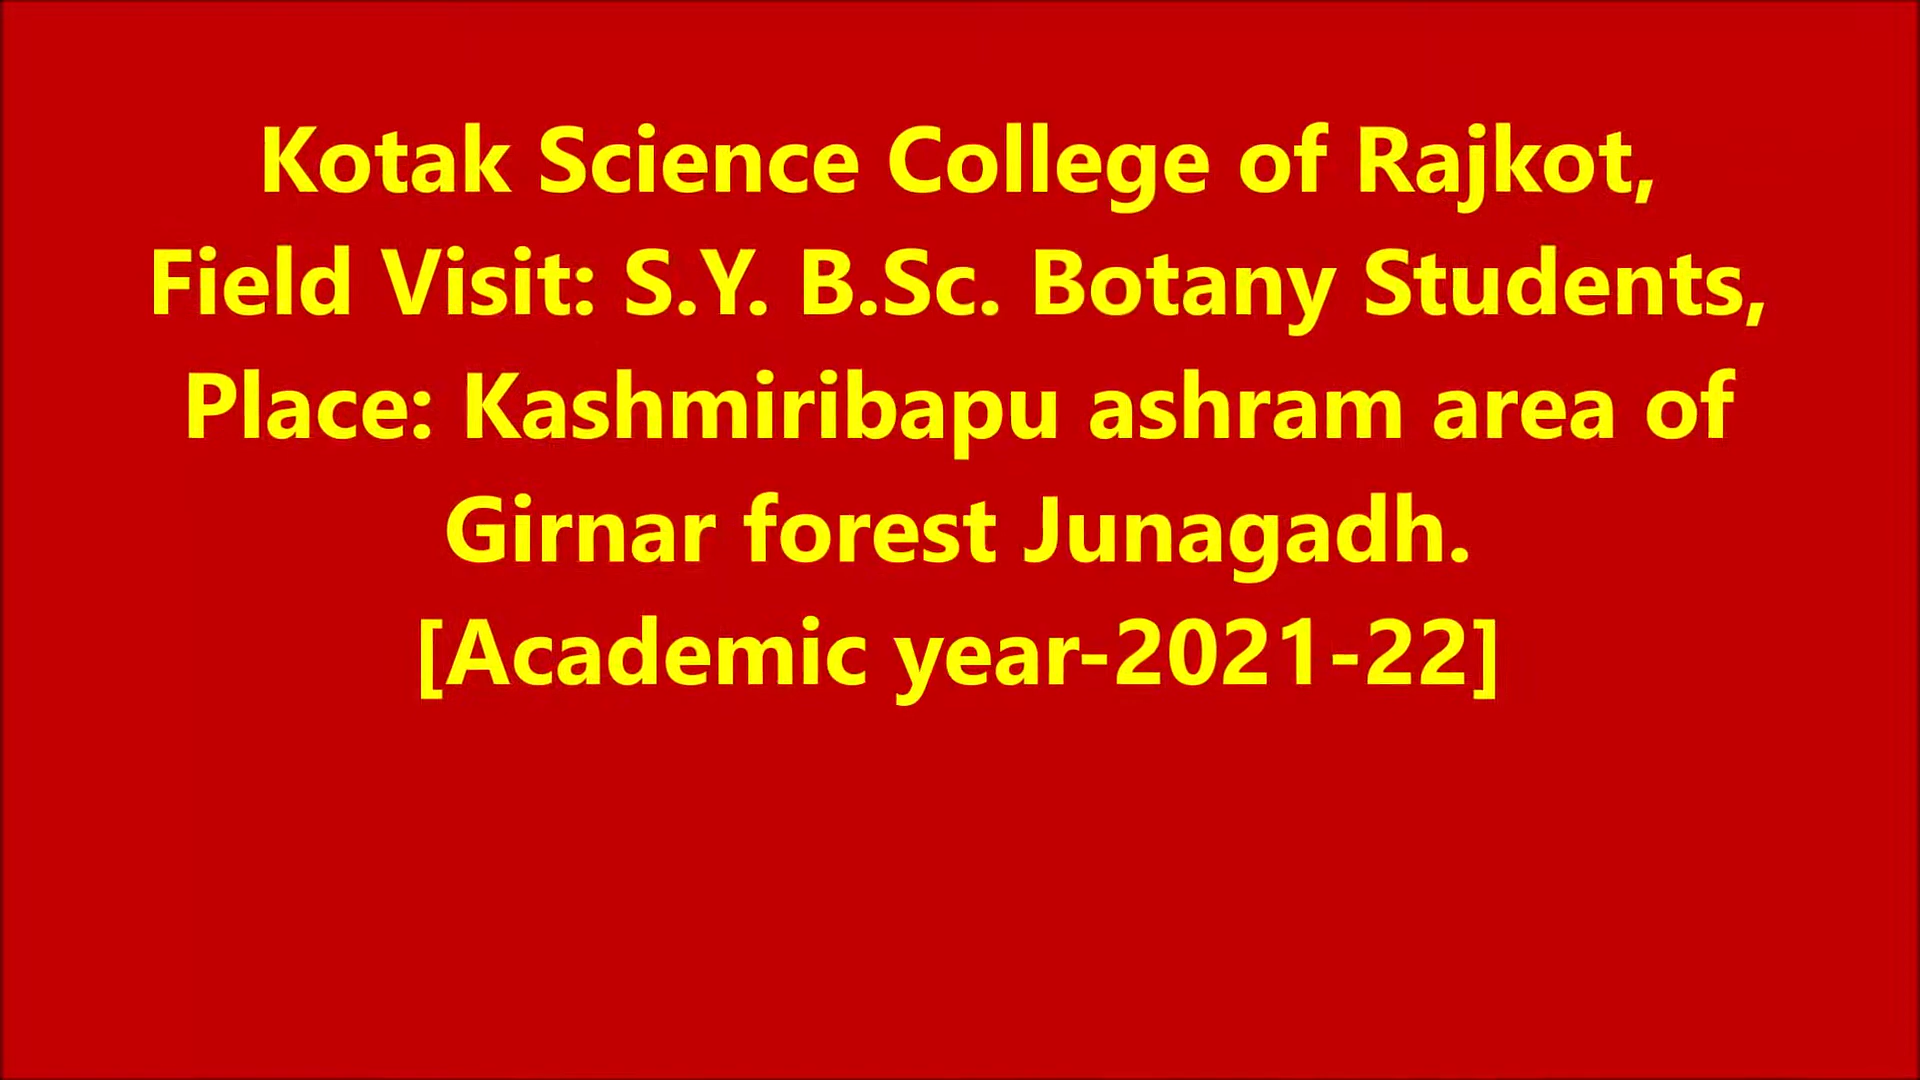 Kotak Science College of Rajkot,
Field Visit: S.Y. B.Sc. Botany Students,
Place: Kashmiribapu ashram area of
Girnar forest Junagadh.
[Academic year-2021-22]